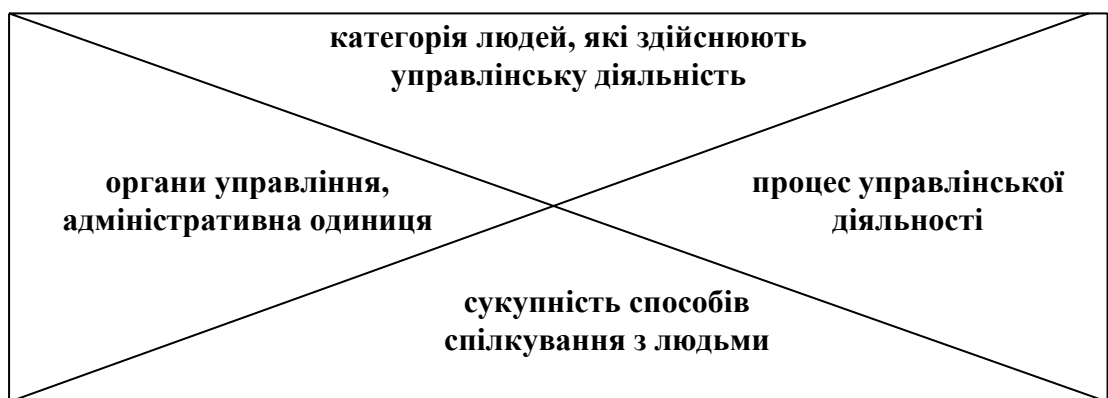 категорія людей, які здійснюють
управлінську діяльність
органи управління,
адміністративна одиниця
процес управлінської
діяльності
сукупність способів
спілкування з людьми